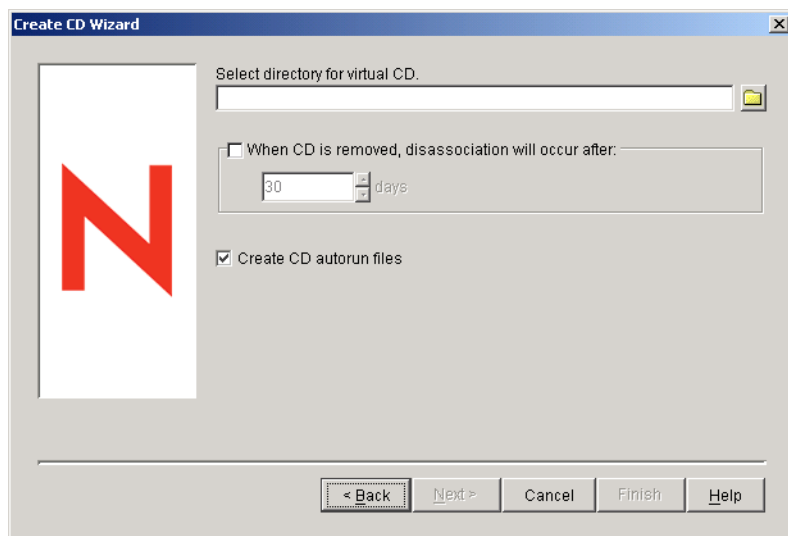 Create CD Wizard
Select directory for virtual CD.
When CD is removed, disassociation will occur after:
30 days
Create CD autorun files
N
< Back Next > Cancel Finish Help